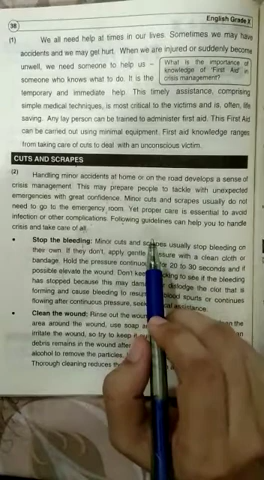 38
English Grade X
(1) We all need help at times in our lives. Sometimes we may have
accidents and we may get hurt. When we are injured or suddenly become
unwell, we need someone to help us –
someone who knows what to do. It is the
What is the importance of
knowledge of 'First Aid' in
crisis management?
temporary and immediate help. This timely assistance, comprising
simple medical techniques, is most critical to the victims and is, often, life
saving. Any lay person can be trained to administer first aid. This First Aid
can be carried out using minimal equipment. First aid knowledge ranges
from taking care of cuts to dealing with an unconscious victim.
CUTS AND SCRAPES
(2) Handling minor accidents at home or on the road develops a sense of
crisis management. This may prepare people to tackle with unexpected
emergencies with great confidence. Minor cuts and scrapes usually do not
need to go to the emergency room. Yet proper care is essential to avoid
infection or other complications. Following guidelines can help you to handle
crisis and take care of all.
• Stop the bleeding: Minor cuts and scrapes usually stop bleeding on
their own. If they don't, apply gentle pressure with a clean cloth or
bandage. Hold the pressure 20 to 30 seconds and if
possible elevate the wound. Don't to see if the bleeding
has stopped because this may dislodge the clot that is
forming and cause bleeding to blood spurts or continues
flowing after continuous pressure, assistance.
• Clean the wound: Rinse out the the
area around the wound, use soap
irritate the wound, so try to keep
debris remains in the wound after
alcohol to remove the particles.
Thorough cleaning reduces the